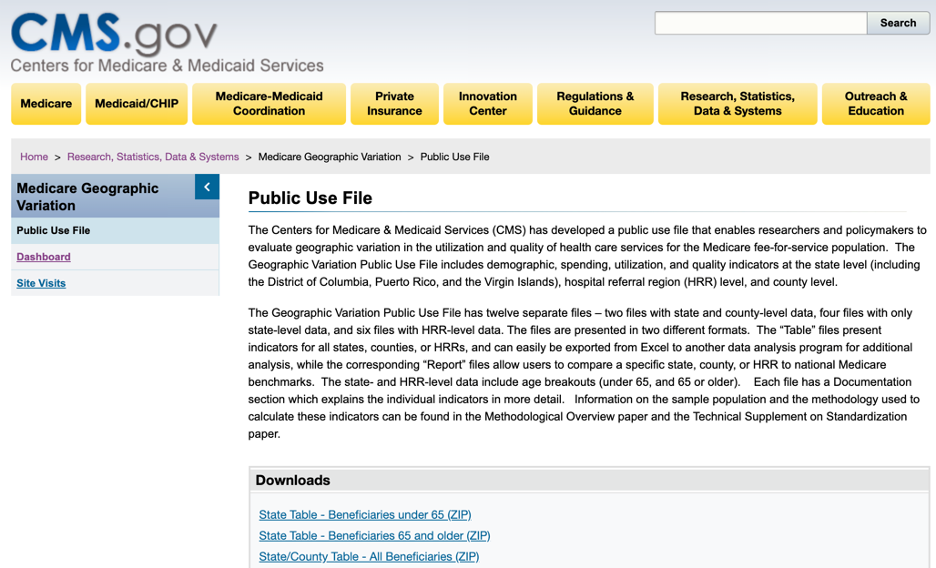 CMS.gov
Centers for Medicare & Medicaid Services
Search
Medicare
Medicaid/CHIP
Medicare-Medicaid
Coordination
Private
Insurance
Innovation
Center
Regulations &
Guidance
Research, Statistics,
Data & Systems
Outreach &
Education
Home > Research, Statistics, Data & Systems > Medicare Geographic Variation > Public Use File
Medicare Geographic
Variation
Public Use File
Dashboard
Site Visits
Public Use File
The Centers for Medicare & Medicaid Services (CMS) has developed a public use file that enables researchers and policymakers to
evaluate geographic variation in the utilization and quality of health care services for the Medicare fee-for-service population.  The
Geographic Variation Public Use File includes demographic, spending, utilization, and quality indicators at the state level (including
the District of Columbia, Puerto Rico, and the Virgin Islands), hospital referral region (HRR) level, and county level.
The Geographic Variation Public Use File has twelve separate files – two files with state and county-level data, four files with only
state-level data, and six files with HRR-level data. The files are presented in two different formats.  The “Table” files present
indicators for all states, counties, or HRRs, and can easily be exported from Excel to another data analysis program for additional
analysis, while the corresponding “Report” files allow users to compare a specific state, county, or HRR to national Medicare
benchmarks.  The state- and HRR-level data include age breakouts (under 65, and 65 or older).    Each file has a Documentation
section which explains the individual indicators in more detail.   Information on the sample population and the methodology used to
calculate these indicators can be found in the Methodological Overview paper and the Technical Supplement on Standardization
paper.
Downloads
State Table - Beneficiaries under 65 (ZIP)
State Table - Beneficiaries 65 and older (ZIP)
State/County Table - All Beneficiaries (ZIP)